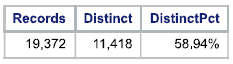 Records Distinct DistinctPct
19,372 11,418 58,94%